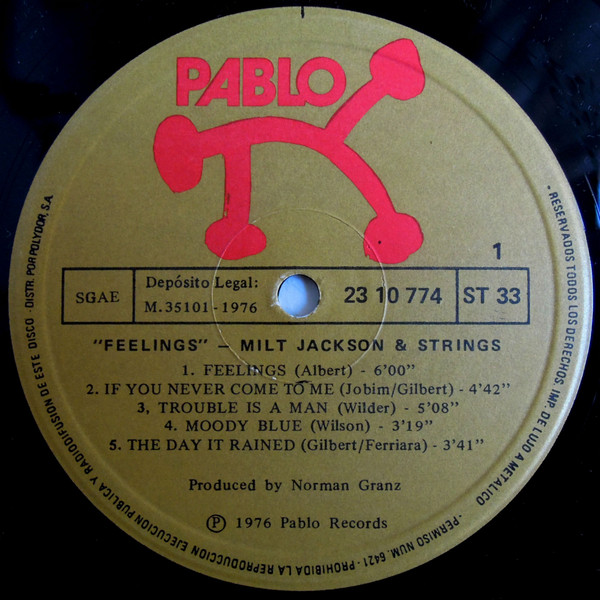 PABLO
1
SGAE
Depósito Legal:
M. 35101 - 1976
23 10 774
ST 33
"FEELINGS" - MILT JACKSON & STRINGS
1. FEELINGS (Albert) - 6'00"
2. IF YOU NEVER COME TO ME (Jobim/Gilbert) - 4'42"
3, TROUBLE IS A MAN (Wilder) - 5'08"
4. MOODY BLUE (Wilson) - 3'19"
5. THE DAY IT RAINED (Gilbert/Ferriara) - 3'41"
Produced by Norman Granz
Ⓟ 1976 Pablo Records
- RESERVADOS TODOS LOS DERECHOS. IMP. DE LUJO A METALICO - PERMISO NUM. 6421 - PROHIBIDA LA REPRODUCCION EJECUCION PUBLICA Y RADIODIFUSION DE ESTE DISCO - DISTR. POR POLYDOR, S.A.